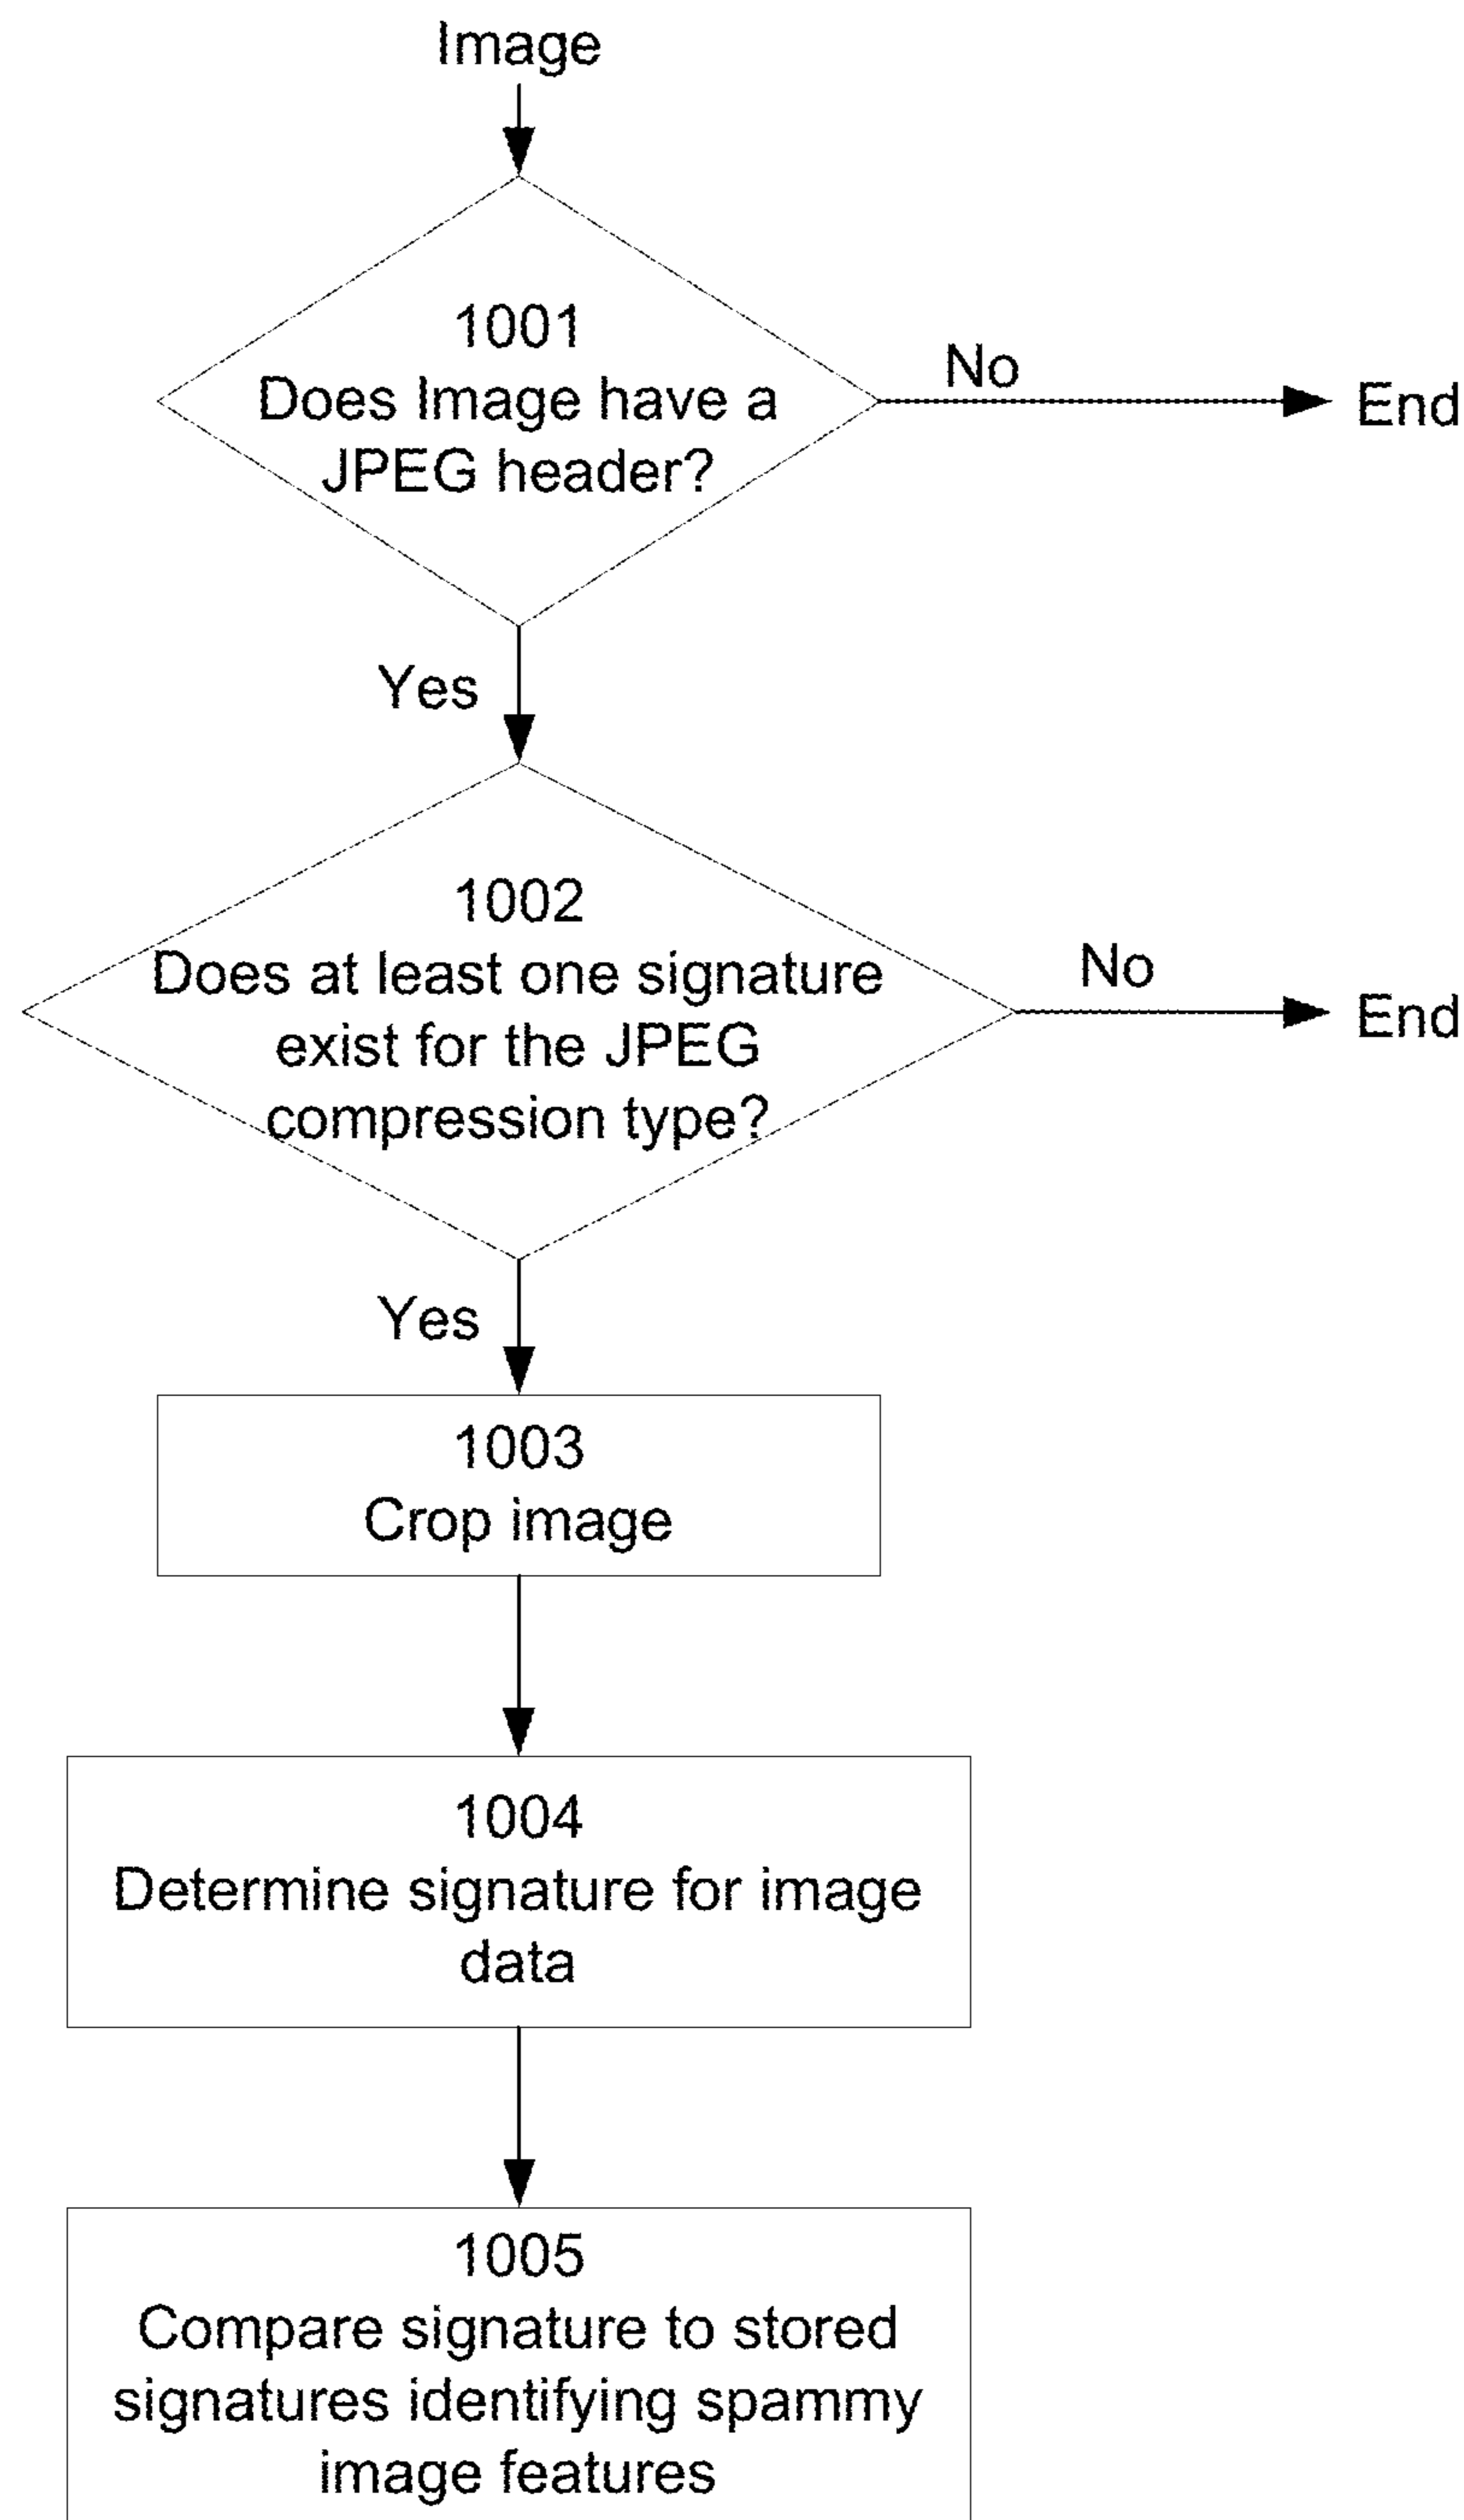 Image
1001
Does Image have a
JPEG header?
No
End
Yes
1002
Does at least one signature
exist for the JPEG
compression type?
No
End
Yes
1003
Crop image
1004
Determine signature for image
data
1005
Compare signature to stored
signatures identifying spammy
image features